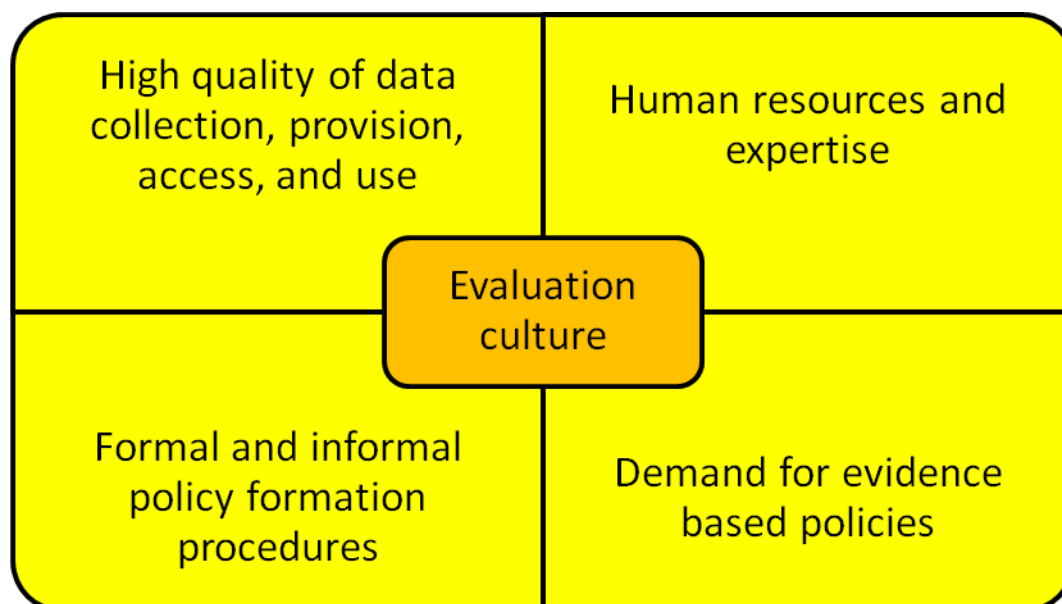 High quality of data
collection, provision,
access, and use
Human resources and
expertise
Evaluation
culture
Formal and informal
policy formation
procedures
Demand for evidence
based policies